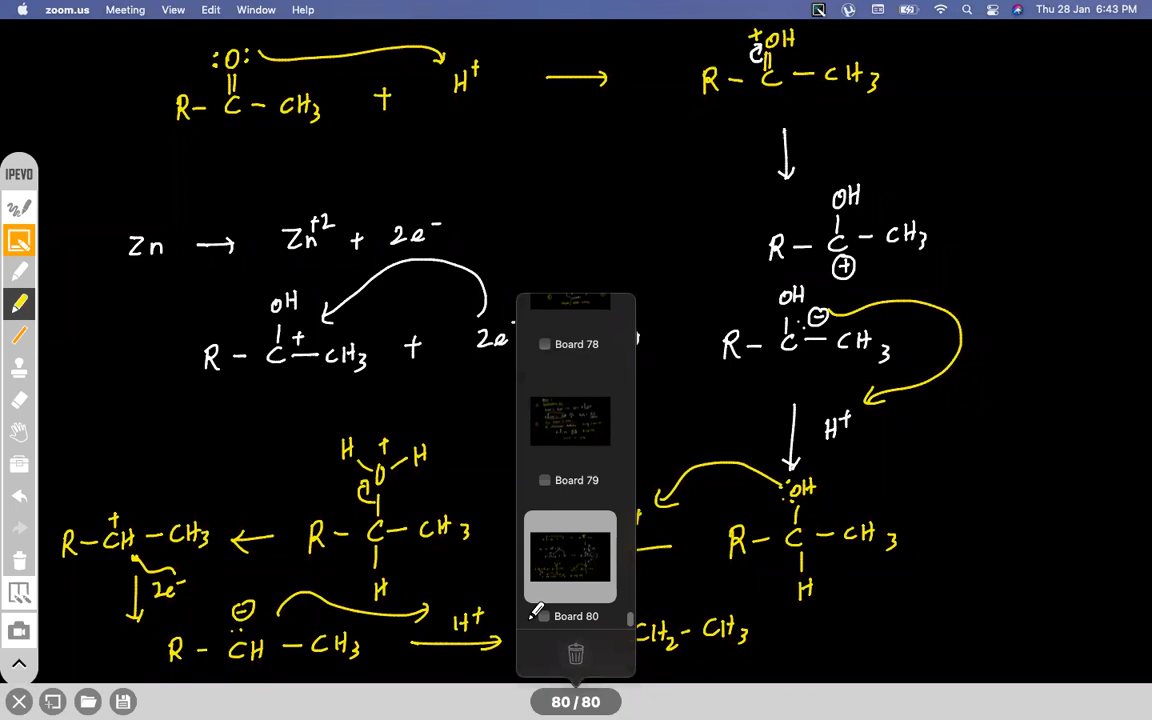 zoom.us Meeting View Edit Window Help Thu 28 Jan 6:43 PM
:O: + OH
R– C – CH3 + H+ → R – C – CH3
IPEVO
OH
R – C – CH3
+
Zn → Zn+2 + 2e-
OH
R – C + – CH3 + 2e-
OH
R – C : ⊖ – CH3
Board 78
H+
Board 79
H + H
O
R – C – CH3
H
:OH
R – C – CH3
H
R – CH + – CH3 ←
2e-
Board 80
⊖
R – CH – CH3 H+ → CH2 – CH3
80 / 80